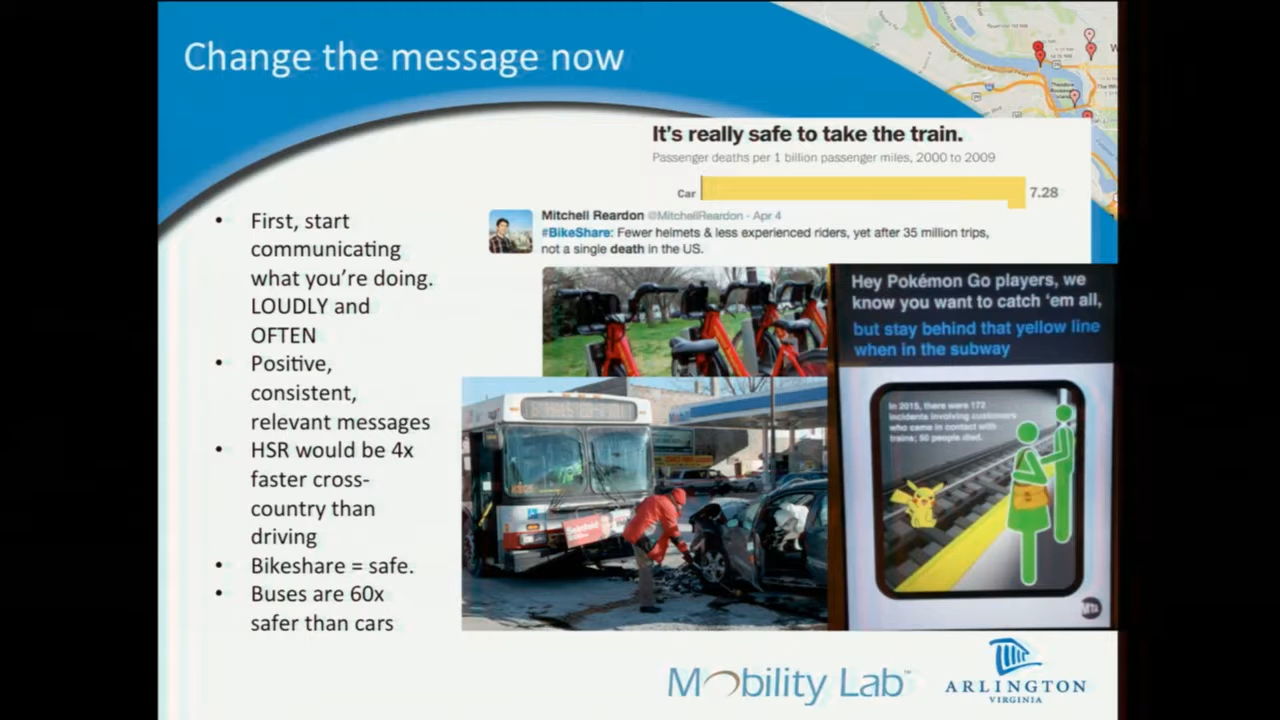 Change the message now
It's really safe to take the train.
Passenger deaths per 1 billion passenger miles, 2000 to 2009
Car
7.28
• First, start
communicating
what you're doing.
LOUDLY and
OFTEN
• Positive,
consistent,
relevant messages
• HSR would be 4x
faster cross-
country than
driving
• Bikeshare = safe.
• Buses are 60x
safer than cars
Mitchell Reardon @MitchellReardon - Apr 4
#BikeShare: Fewer helmets & less experienced riders, yet after 35 million trips,
not a single death in the US.
Hey Pokémon Go players, we
know you want to catch 'em all,
but stay behind that yellow line
when in the subway
In 2015, there were 172
incidents involving customers
who came in contact with
trains; 50 people died.
MTA
Mobility Lab™
ARLINGTON
VIRGINIA